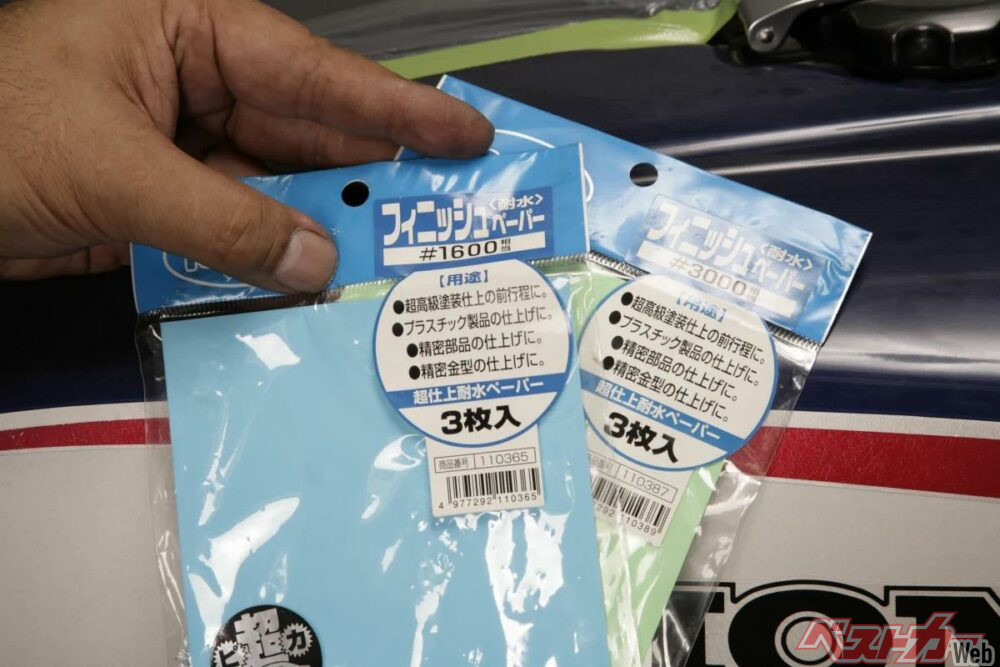 フィニッシュ〈耐水〉ペーパー
#1600相当
【用途】
●超高級塗装仕上の前行程に。
●プラスチック製品の仕上げに。
●精密部品の仕上げに。
●精密金型の仕上げに。
超仕上耐水ペーパー
3枚入
商品番号 110365
4 977292 110365
超
力
フィニッシュ〈耐水〉ペーパー
#3000相当
【用途】
●超高級塗装仕上の前行程に。
●プラスチック製品の仕上げに。
●精密部品の仕上げに。
●精密金型の仕上げに。
超仕上耐水ペーパー
3枚入
商品番号 110387
292 110389
ベストカーWeb